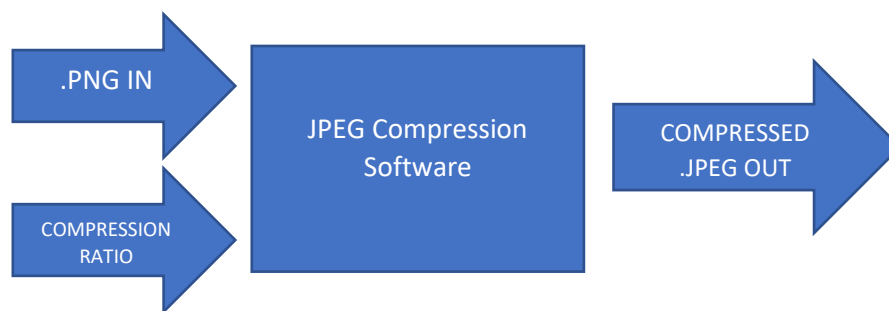 .PNG IN
COMPRESSION
RATIO
JPEG Compression
Software
COMPRESSED
.JPEG OUT